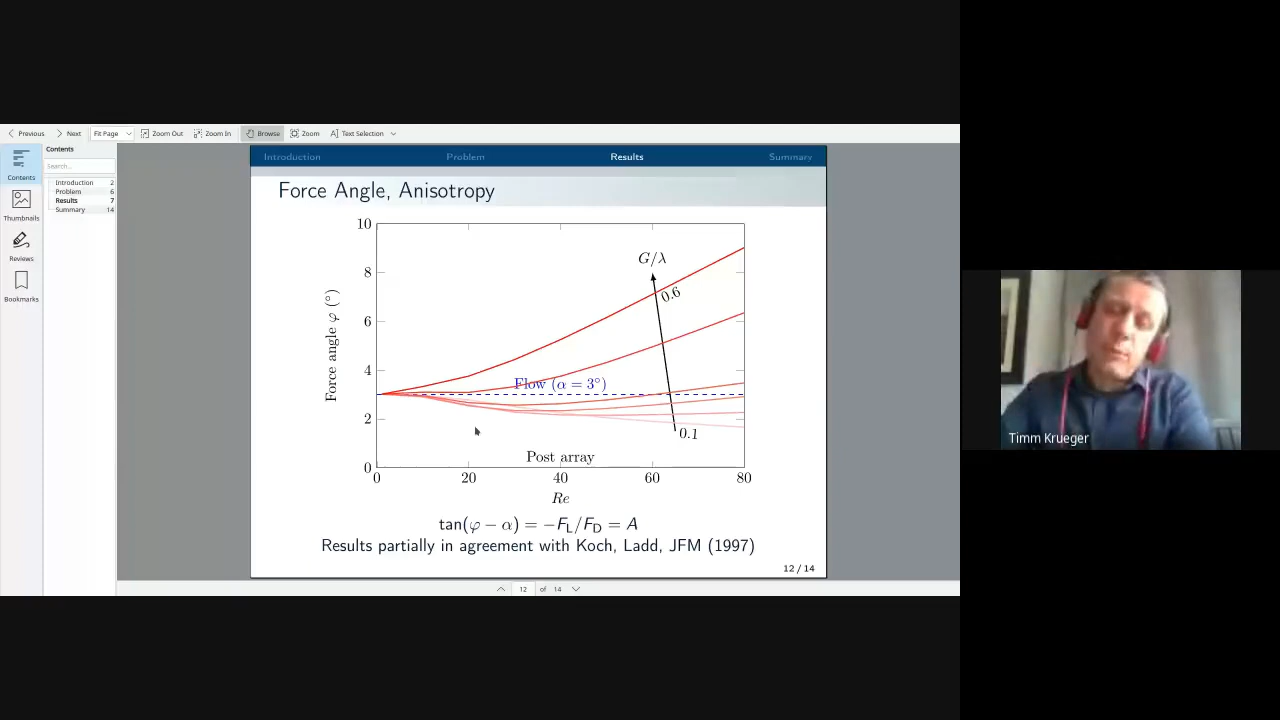 Previous Next Fit Page Zoom Out Zoom In Browse Zoom Text Selection
Contents
Search...
Introduction 2
Problem 6
Results 7
Summary 14
Contents
Thumbnails
Reviews
Bookmarks
Introduction Problem Results Summary
Force Angle, Anisotropy
10
8
6
4
2
0
Force angle φ (°)
G/λ
0.6
Flow (α = 3°)
0.1
Post array
0 20 40 60 80
Re
tan(φ − α) = −F_L/F_D = A
Results partially in agreement with Koch, Ladd, JFM (1997)
12 / 14
12 of 14
Timm Krueger